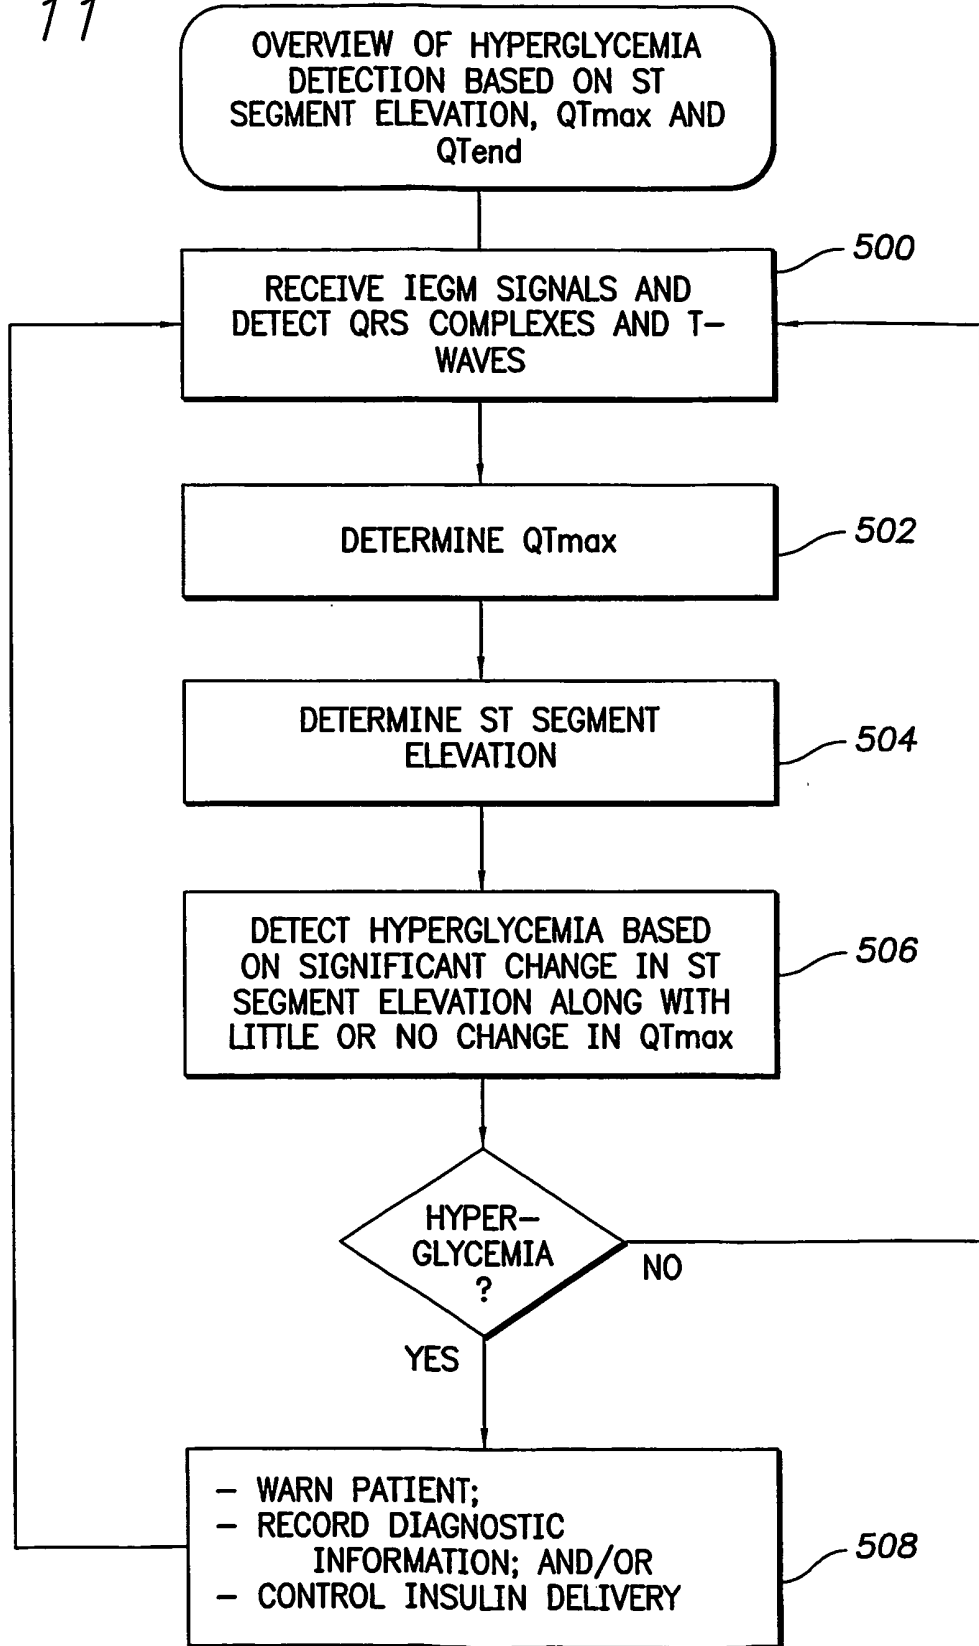 11
OVERVIEW OF HYPERGLYCEMIA
DETECTION BASED ON ST
SEGMENT ELEVATION, QTmax AND
QTend
500
RECEIVE IEGM SIGNALS AND
DETECT QRS COMPLEXES AND T–
WAVES
DETERMINE QTmax
502
DETERMINE ST SEGMENT
ELEVATION
504
DETECT HYPERGLYCEMIA BASED
ON SIGNIFICANT CHANGE IN ST
SEGMENT ELEVATION ALONG WITH
LITTLE OR NO CHANGE IN QTmax
506
HYPER–
GLYCEMIA
?
NO
YES
– WARN PATIENT;
– RECORD DIAGNOSTIC
INFORMATION; AND/OR
– CONTROL INSULIN DELIVERY
508